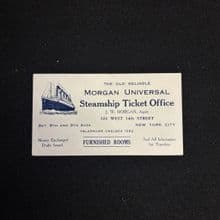 THE OLD RELIABLE
MORGAN UNIVERSAL
Steamship Ticket Office
J. W. MORGAN, Agent
324 WEST 14th STREET
BET. 8TH AND 9TH AVES.
NEW YORK CITY
TELEPHONE CHELSEA
Money Exchanged
Drafts Issued
FURNISHED ROOMS
And All Information
for Travelers